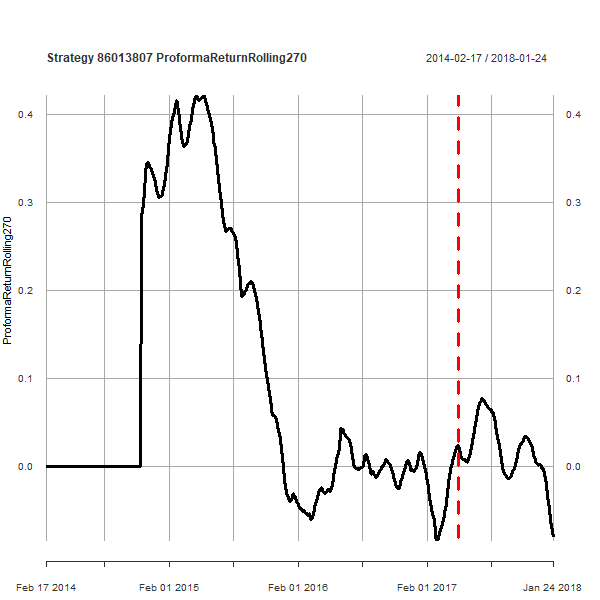 Strategy 86013807 ProformaReturnRolling270
2014-02-17 / 2018-01-24
ProformaReturnRolling270
0.4
0.3
0.2
0.1
0.0
0.4
0.3
0.2
0.1
0.0
Feb 17 2014
Feb 01 2015
Feb 01 2016
Feb 01 2017
Jan 24 2018